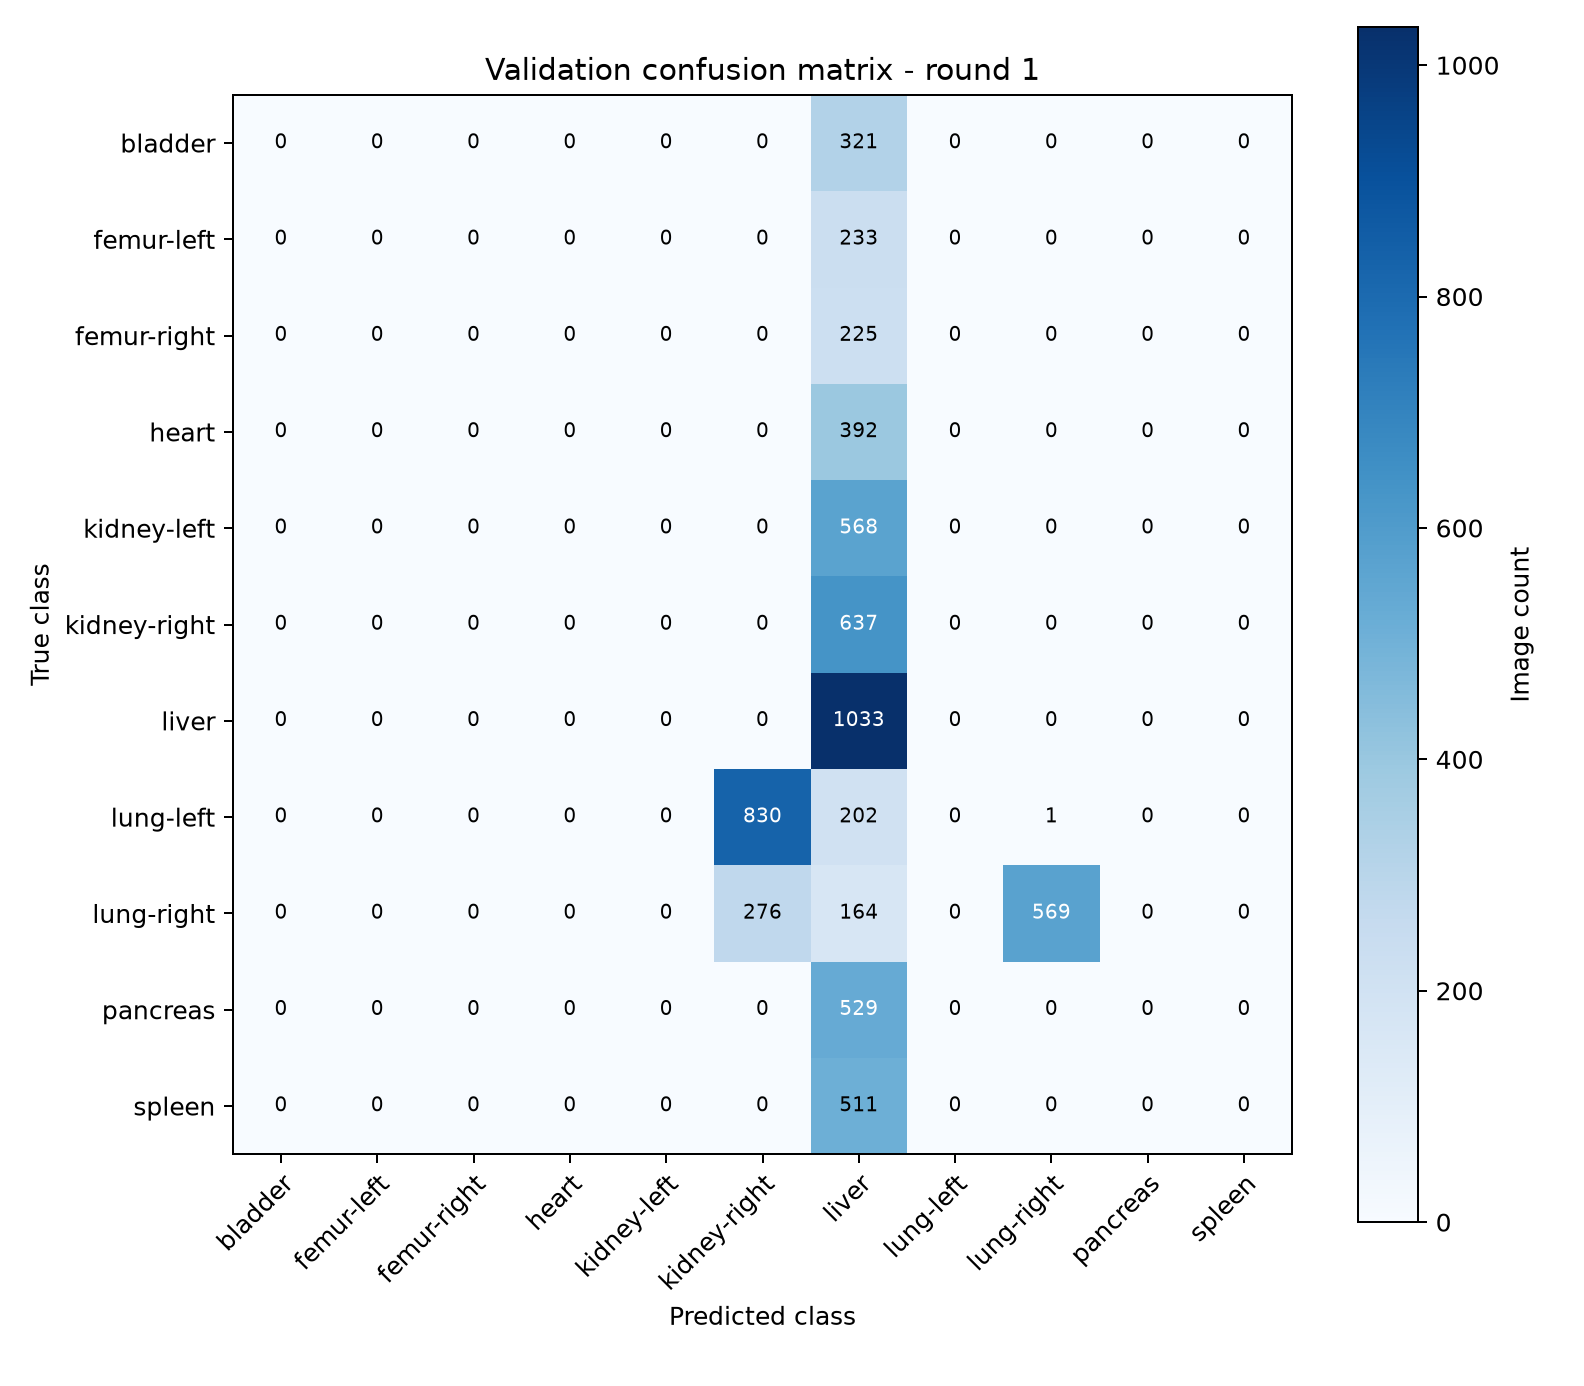 Validation confusion matrix - round 1
bladder 0 0 0 0 0 0 321 0 0 0 0
femur-left 0 0 0 0 0 0 233 0 0 0 0
femur-right 0 0 0 0 0 0 225 0 0 0 0
heart 0 0 0 0 0 0 392 0 0 0 0
kidney-left 0 0 0 0 0 0 568 0 0 0 0
kidney-right 0 0 0 0 0 0 637 0 0 0 0
liver 0 0 0 0 0 0 1033 0 0 0 0
lung-left 0 0 0 0 0 830 202 0 1 0 0
lung-right 0 0 0 0 0 276 164 0 569 0 0
pancreas 0 0 0 0 0 0 529 0 0 0 0
spleen 0 0 0 0 0 0 511 0 0 0 0
True class
bladder femur-left femur-right heart kidney-left kidney-right liver lung-left lung-right pancreas spleen
Predicted class
1000
800
600
400
200
0
Image count